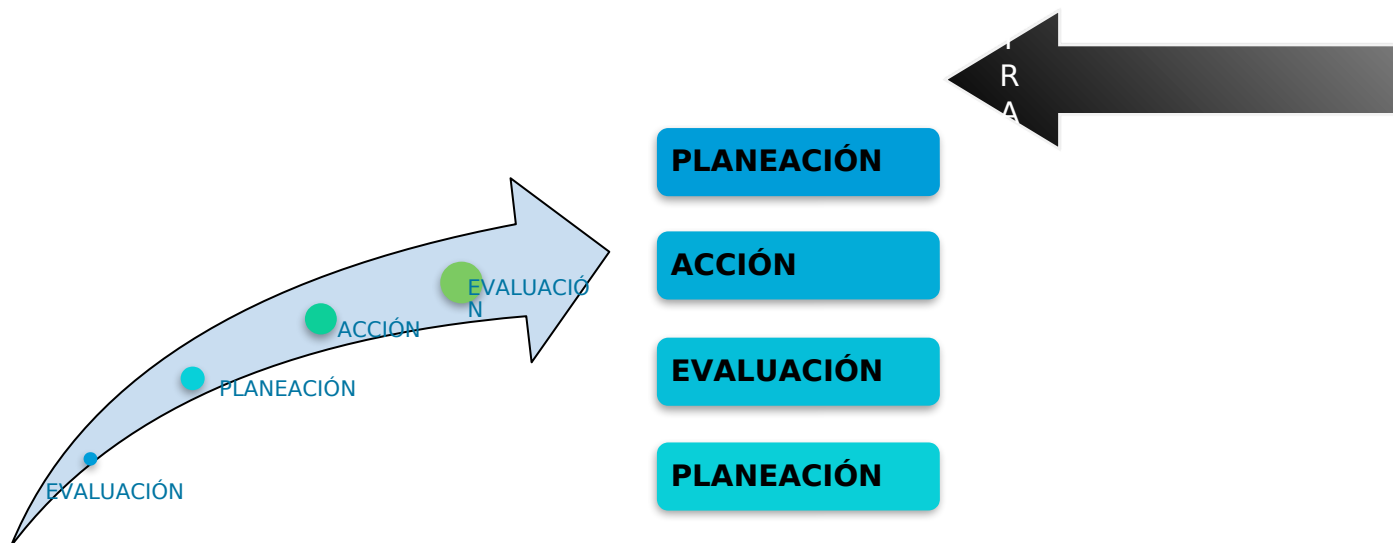 R
A
PLANEACIÓN
ACCIÓN
EVALUACIÓN
PLANEACIÓN
EVALUACIÓ
N
ACCIÓN
PLANEACIÓN
EVALUACIÓN